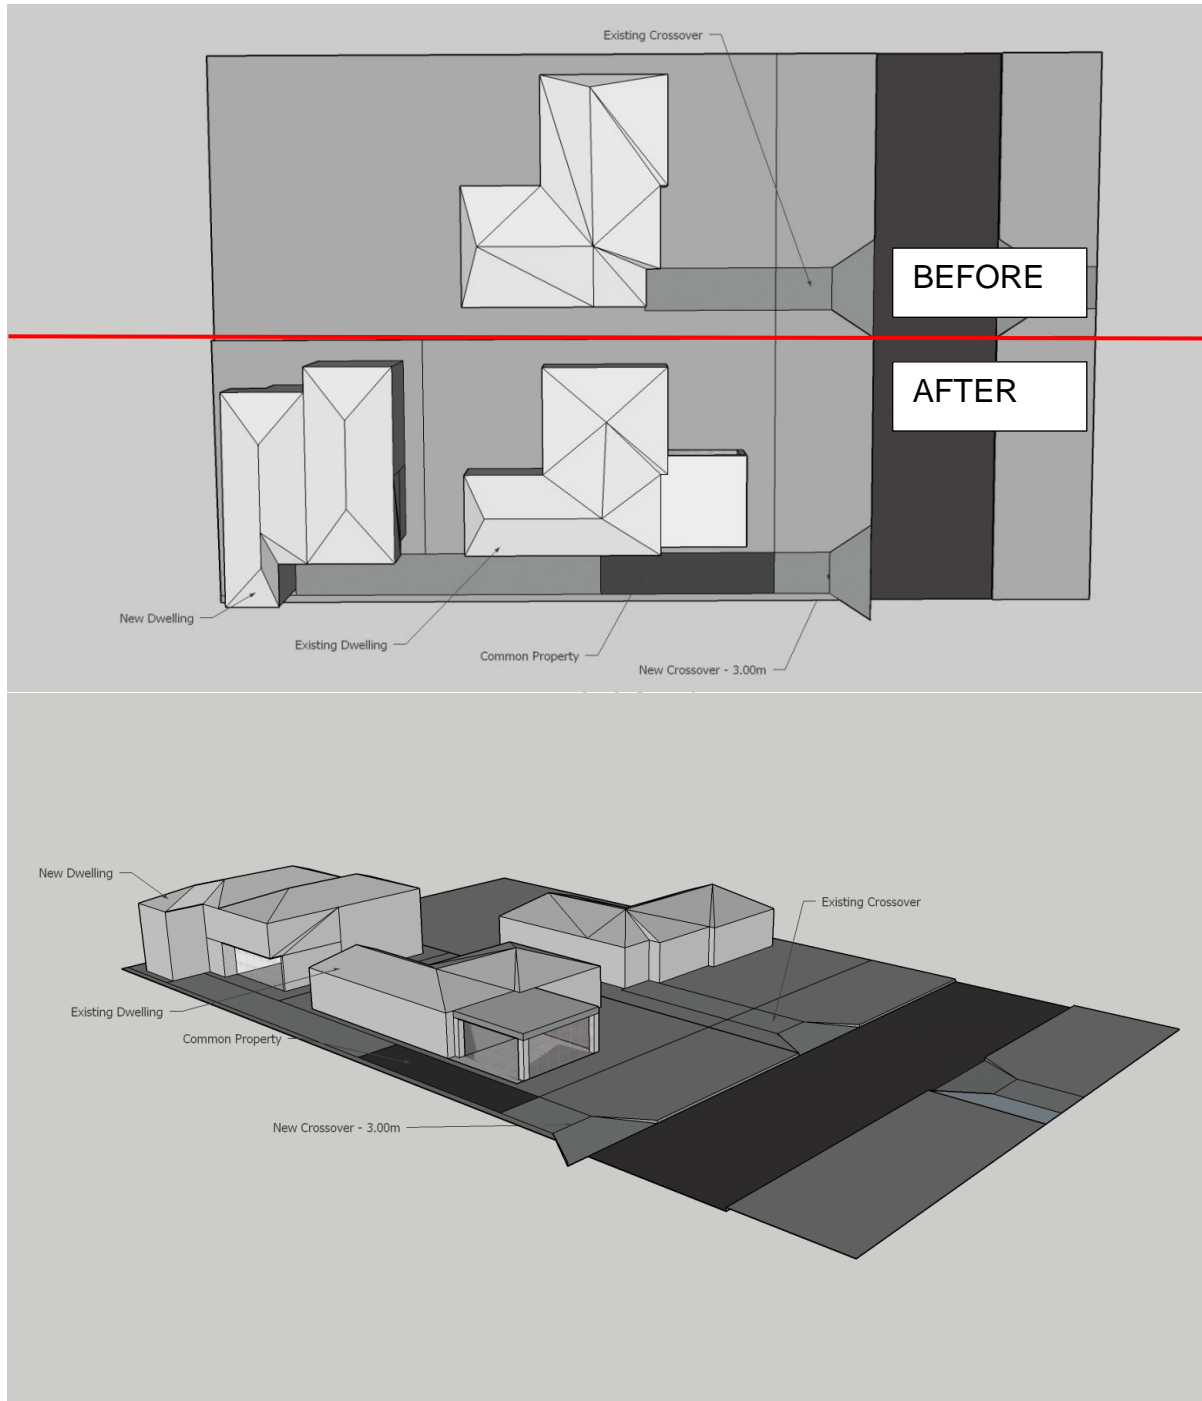 Existing Crossover
BEFORE
AFTER
New Dwelling
Existing Dwelling
Common Property
New Crossover - 3.00m
New Dwelling
Existing Crossover
Existing Dwelling
Common Property
New Crossover - 3.00m